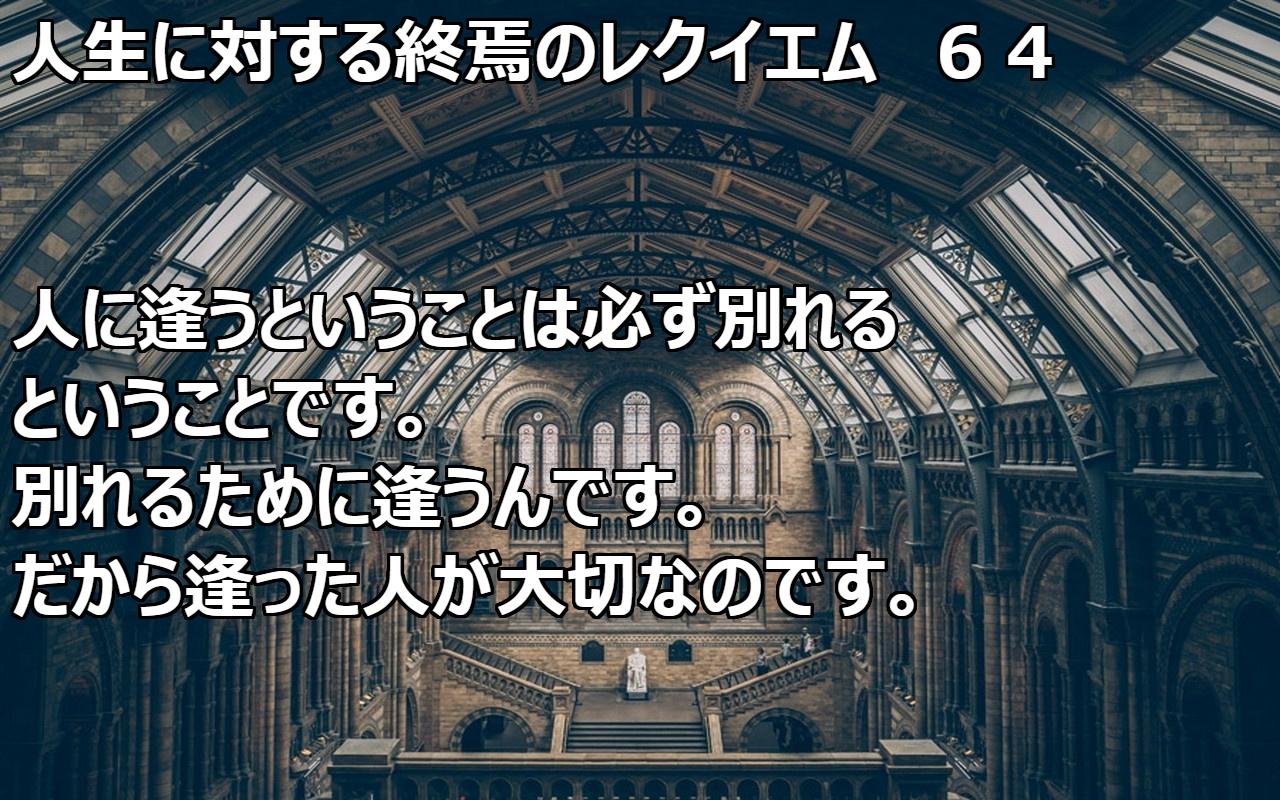 人生に対する終焉のレクイエム　６４
人に逢うということは必ず別れる
ということです。
別れるために逢うんです。
だから逢った人が大切なのです。